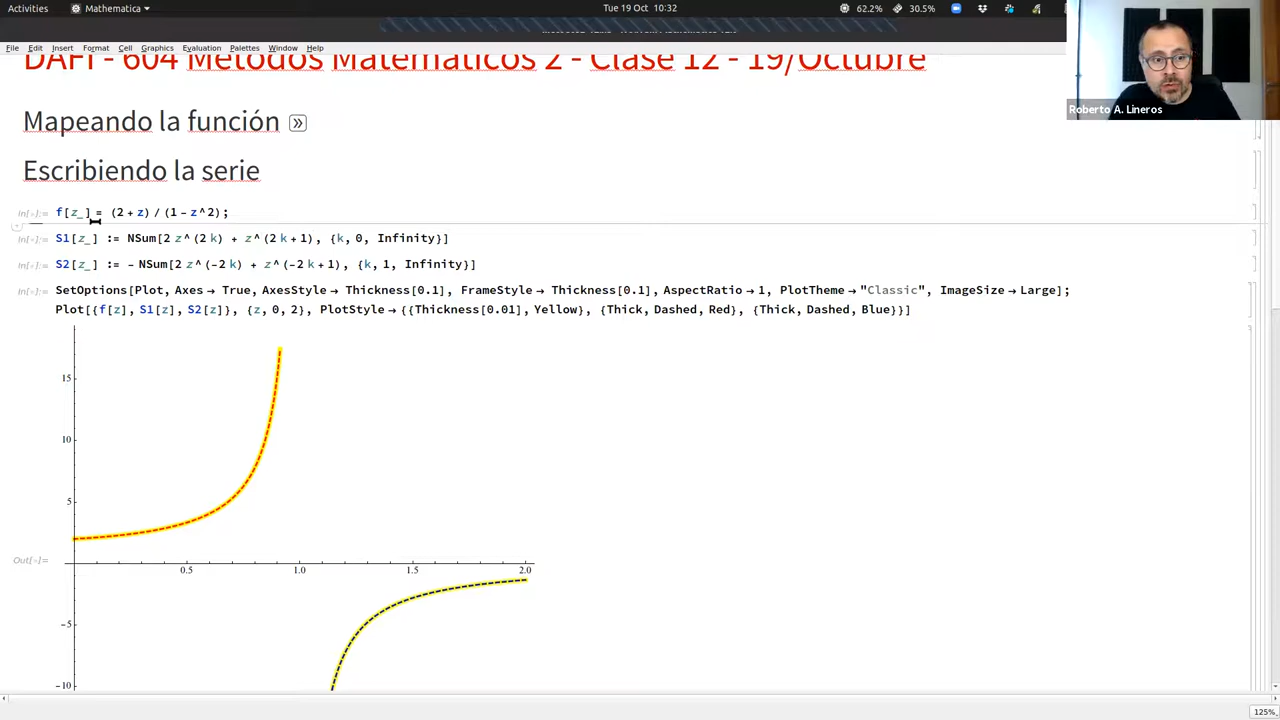 Activities
Mathematica
Tue 19 Oct 10:32
62.2%
30.5%
File Edit Insert Format Cell Graphics Evaluation Palettes Window Help
DAFI - 604 Métodos Matemáticos 2 - Clase 12 - 19/Octubre
Roberto A. Lineros
Mapeando la función »
Escribiendo la serie
In[•]:= f[z_] = (2 + z) / (1 - z^2);
In[•]:= S1[z_] := NSum[2 z^(2 k) + z^(2 k + 1), {k, 0, Infinity}]
In[•]:= S2[z_] := - NSum[2 z^(-2 k) + z^(-2 k + 1), {k, 1, Infinity}]
In[•]:= SetOptions[Plot, Axes → True, AxesStyle → Thickness[0.1], FrameStyle → Thickness[0.1], AspectRatio → 1, PlotTheme → "Classic", ImageSize → Large];
Plot[{f[z], S1[z], S2[z]}, {z, 0, 2}, PlotStyle → {{Thickness[0.01], Yellow}, {Thick, Dashed, Red}, {Thick, Dashed, Blue}}]
15
10
5
Out[•]=
0.5 1.0 1.5 2.0
-5
-10
125%